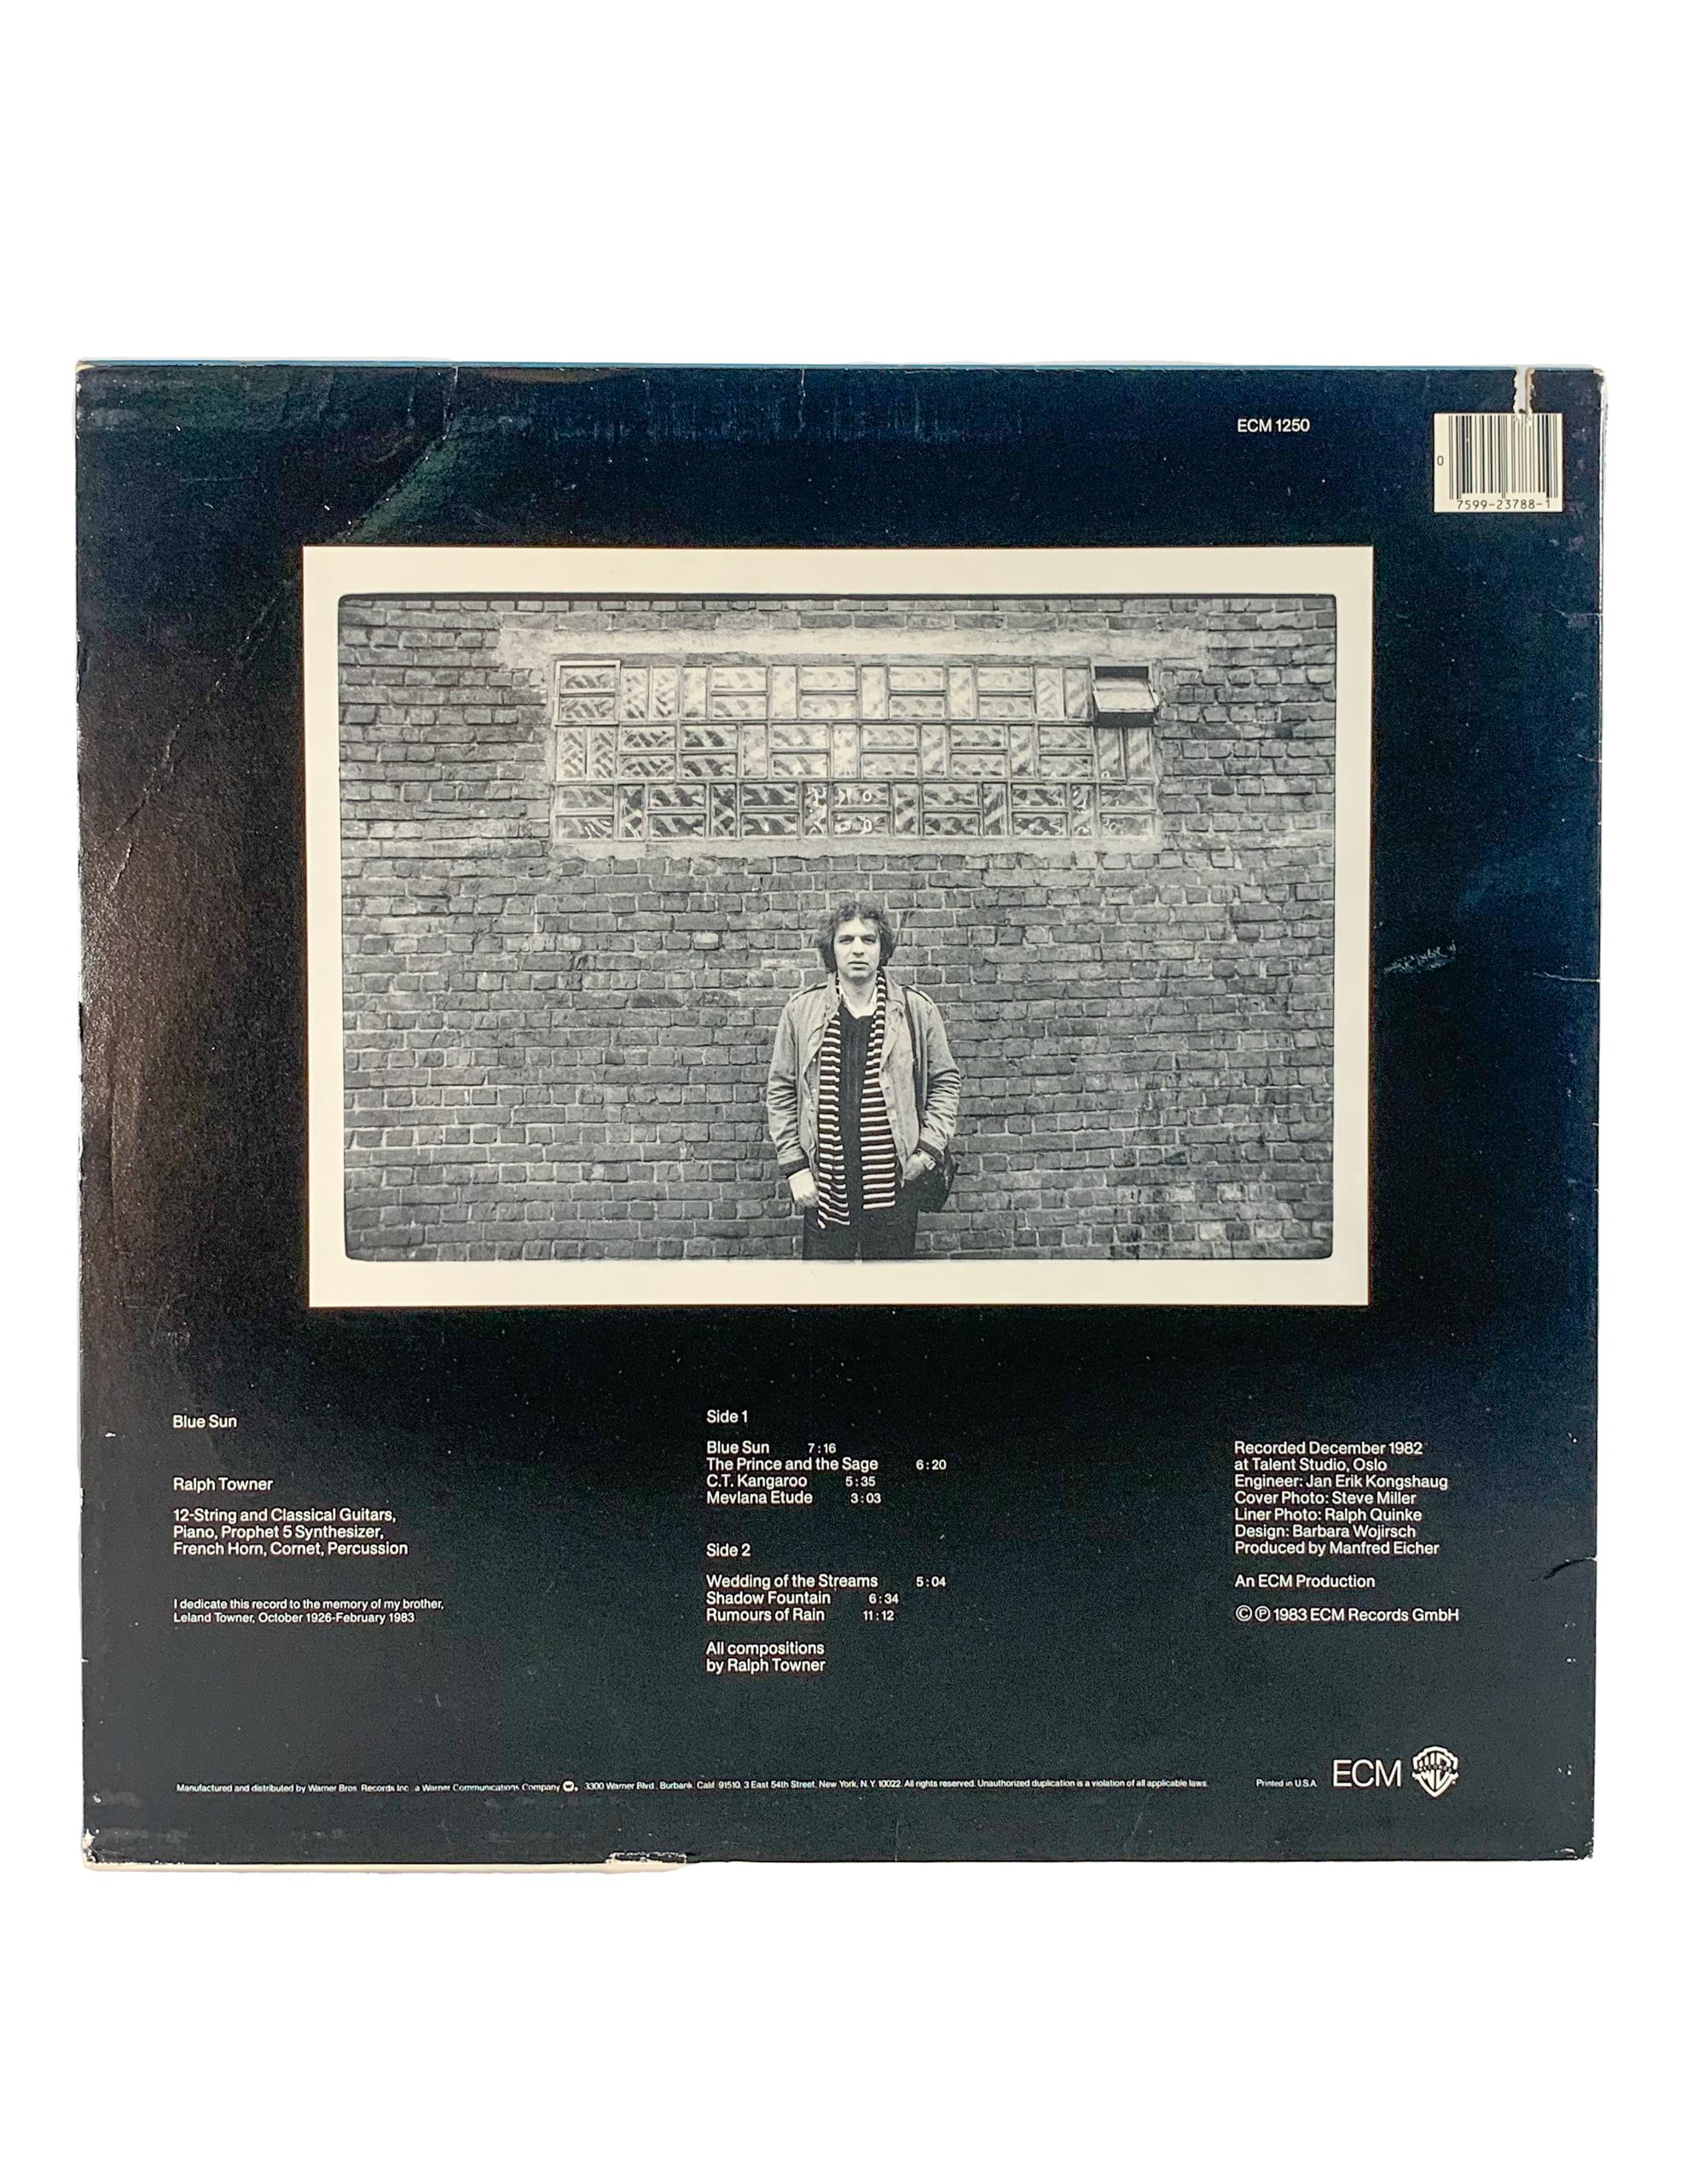 ECM 1250
0
7599-23788-1
Blue Sun
Ralph Towner
12-String and Classical Guitars,
Piano, Prophet 5 Synthesizer,
French Horn, Cornet, Percussion
I dedicate this record to the memory of my brother,
Leland Towner, October 1926-February 1983
Side 1
Blue Sun 7:16
The Prince and the Sage 6:20
C.T. Kangaroo 5:35
Mevlana Etude 3:03
Side 2
Wedding of the Streams 5:04
Shadow Fountain 6:34
Rumours of Rain 11:12
All compositions
by Ralph Towner
Recorded December 1982
at Talent Studio, Oslo
Engineer: Jan Erik Kongshaug
Cover Photo: Steve Miller
Liner Photo: Ralph Quinke
Design: Barbara Wojirsch
Produced by Manfred Eicher
An ECM Production
© ℗ 1983 ECM Records GmbH
Manufactured and distributed by Warner Bros. Records Inc. a Warner Communications Company 3300 Warner Blvd. Burbank, Calif. 91510. 3 East 54th Street, New York, N.Y. 10022. All rights reserved. Unauthorized duplication is a violation of all applicable laws. Printed in U.S.A. ECM WB